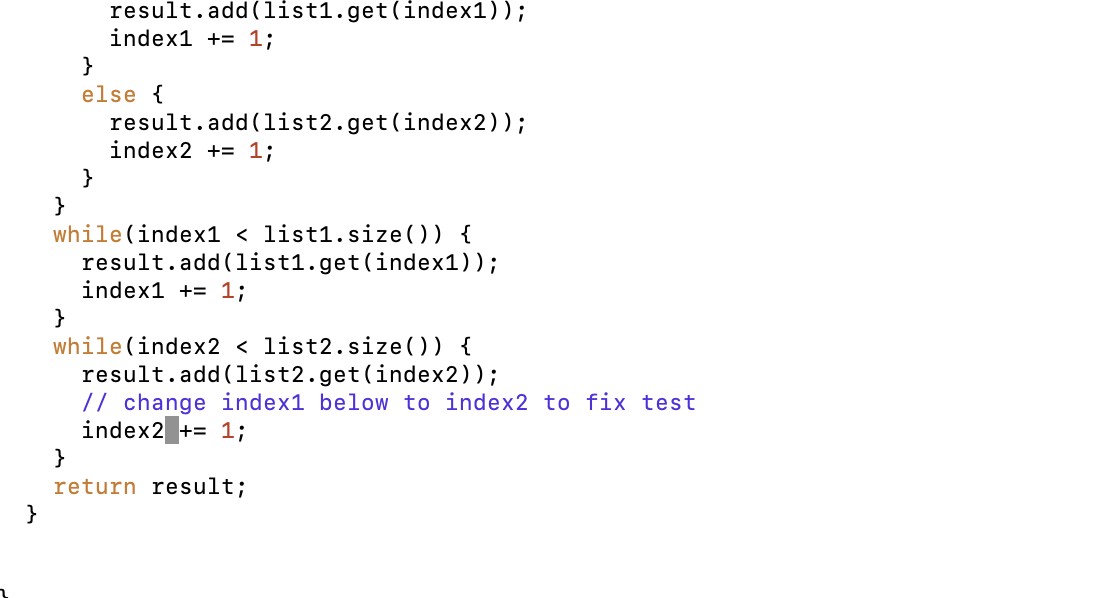 result.add(list1.get(index1));
      index1 += 1;
    }
    else {
      result.add(list2.get(index2));
      index2 += 1;
    }
  }
  while(index1 < list1.size()) {
    result.add(list1.get(index1));
    index1 += 1;
  }
  while(index2 < list2.size()) {
    result.add(list2.get(index2));
    // change index1 below to index2 to fix test
    index2 += 1;
  }
  return result;
}
}